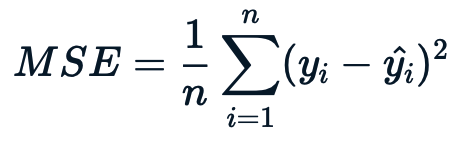 MSE = \frac{1}{n} \sum_{i=1}^{n} (y_i - \hat{y}_i)^2